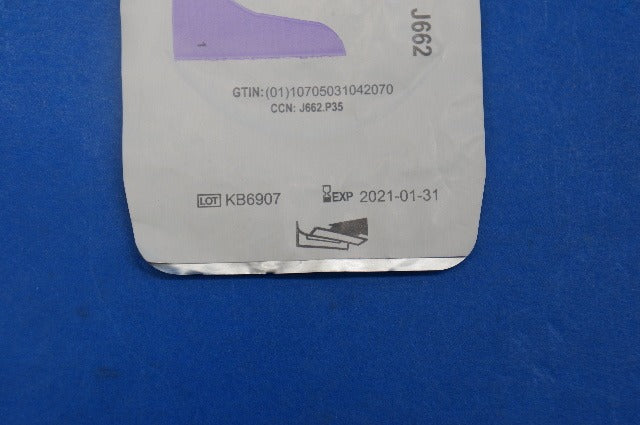 J662
GTIN: (01)10705031042070
CCN: J662.P35
LOT KB6907
EXP 2021-01-31